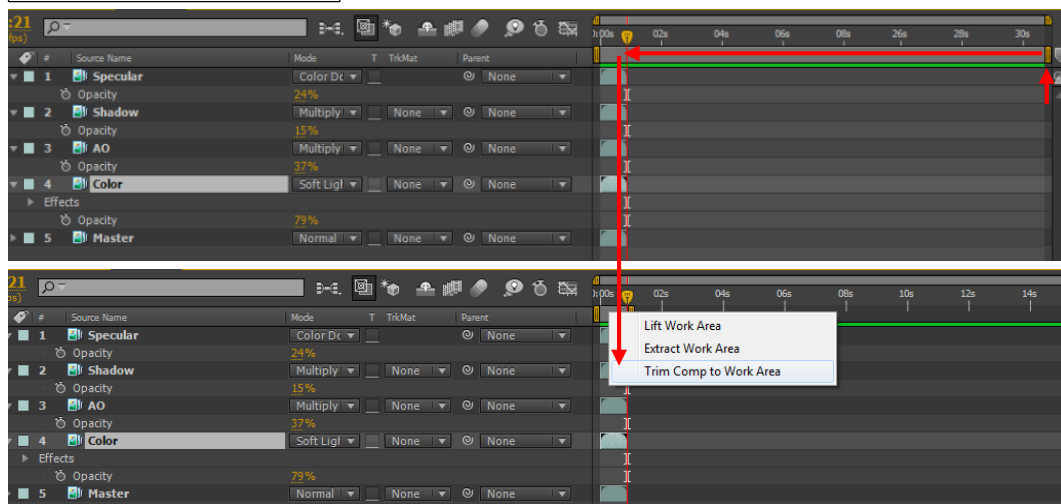 :21
fps)
:00s 02s 04s 06s 08s 26s 28s 30s
# Source Name Mode T TrkMat Parent
1 Specular Color Dc None
Opacity 24%
2 Shadow Multiply None None
Opacity 15%
3 AO Multiply None None
Opacity 37%
4 Color Soft Ligh None None
Effects
Opacity 79%
5 Master Normal None None
21
ps)
:00s 02s 04s 06s 08s 10s 12s 14s
# Source Name Mode T TrkMat Parent
1 Specular Color Dc None
Opacity 24%
2 Shadow Multiply None None
Opacity 15%
3 AO Multiply None None
Opacity 37%
4 Color Soft Ligh None None
Effects
Opacity 79%
5 Master Normal None None
Lift Work Area
Extract Work Area
Trim Comp to Work Area